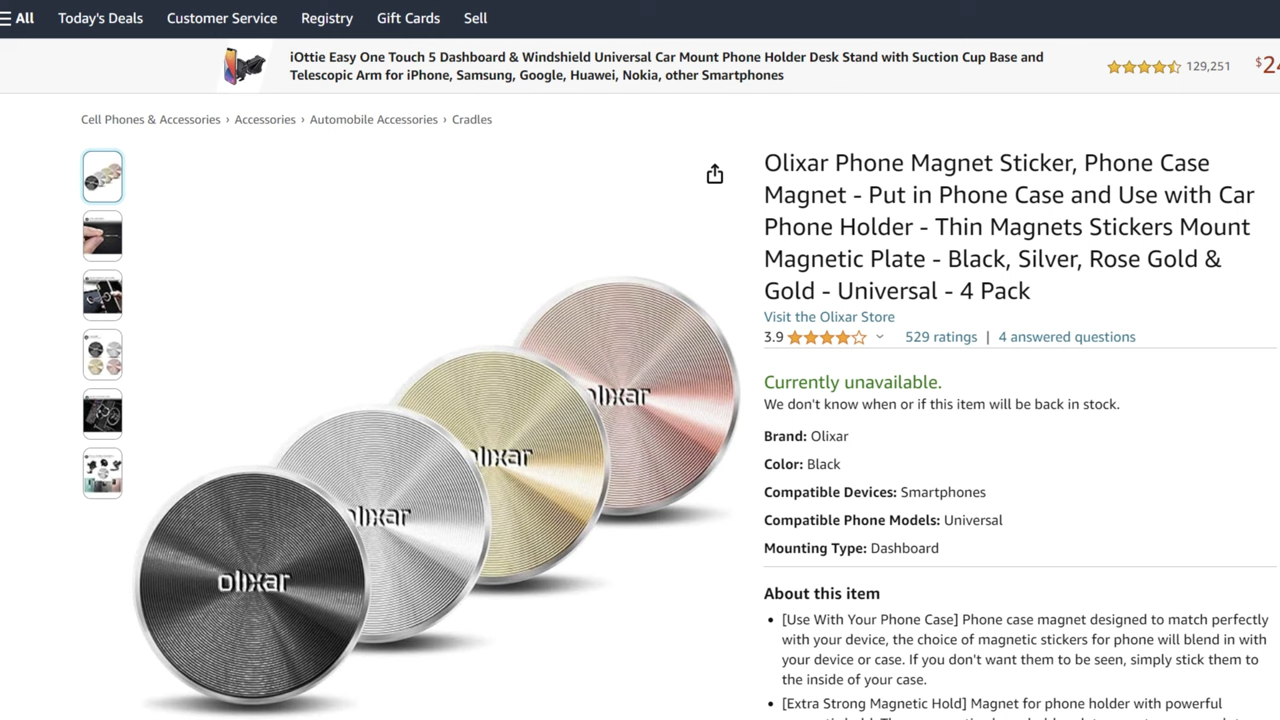 All Today's Deals Customer Service Registry Gift Cards Sell
iOttie Easy One Touch 5 Dashboard & Windshield Universal Car Mount Phone Holder Desk Stand with Suction Cup Base and
Telescopic Arm for iPhone, Samsung, Google, Huawei, Nokia, other Smartphones
129,251
Cell Phones & Accessories › Accessories › Automobile Accessories › Cradles
Olixar Phone Magnet Sticker, Phone Case
Magnet - Put in Phone Case and Use with Car
Phone Holder - Thin Magnets Stickers Mount
Magnetic Plate - Black, Silver, Rose Gold &
Gold - Universal - 4 Pack
Visit the Olixar Store
3.9 529 ratings | 4 answered questions
Currently unavailable.
We don't know when or if this item will be back in stock.
Brand: Olixar
Color: Black
Compatible Devices: Smartphones
Compatible Phone Models: Universal
Mounting Type: Dashboard
About this item
• [Use With Your Phone Case] Phone case magnet designed to match perfectly
with your device, the choice of magnetic stickers for phone will blend in with
your device or case. If you don't want them to be seen, simply stick them to
the inside of your case.
• [Extra Strong Magnetic Hold] Magnet for phone holder with powerful
olixar
olixar
olixar
olixar